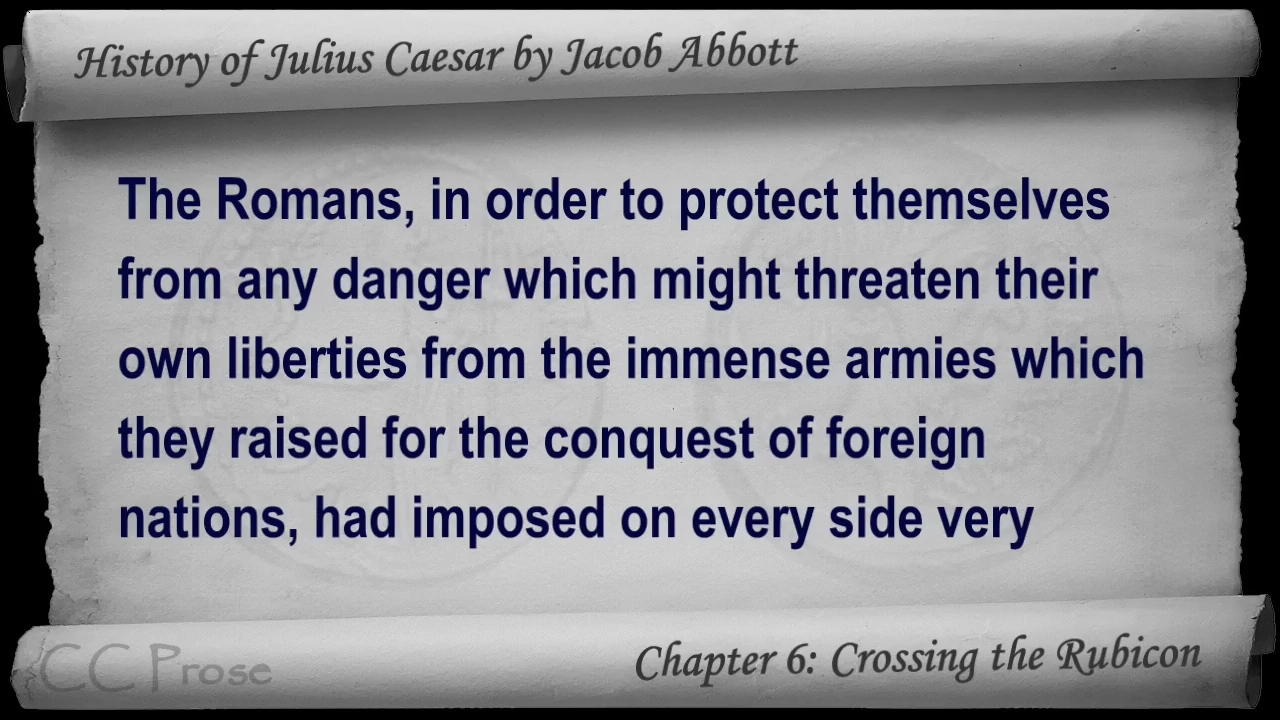 History of Julius Caesar by Jacob Abbott
The Romans, in order to protect themselves
from any danger which might threaten their
own liberties from the immense armies which
they raised for the conquest of foreign
nations, had imposed on every side very
CC Prose
Chapter 6: Crossing the Rubicon